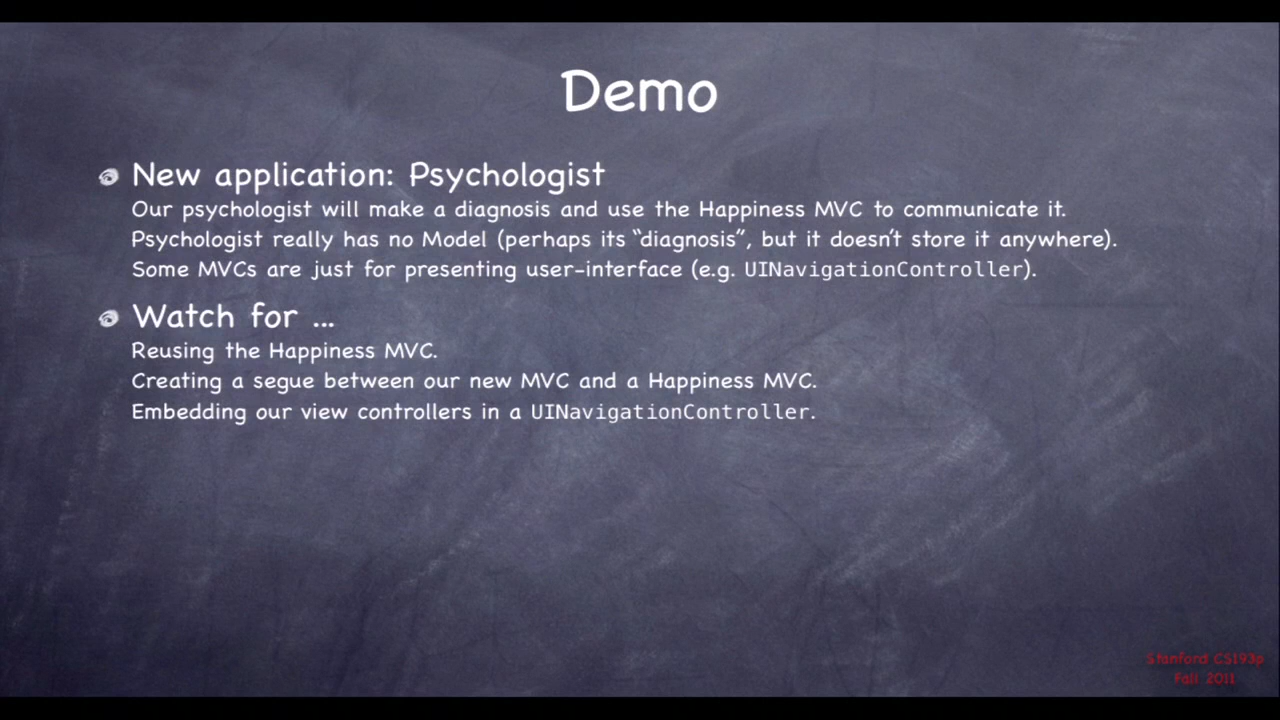 Demo
New application: Psychologist
Our psychologist will make a diagnosis and use the Happiness MVC to communicate it.
Psychologist really has no Model (perhaps its “diagnosis”, but it doesn’t store it anywhere).
Some MVCs are just for presenting user-interface (e.g. UINavigationController).
Watch for ...
Reusing the Happiness MVC.
Creating a segue between our new MVC and a Happiness MVC.
Embedding our view controllers in a UINavigationController.
Stanford CS193p
Fall 2011